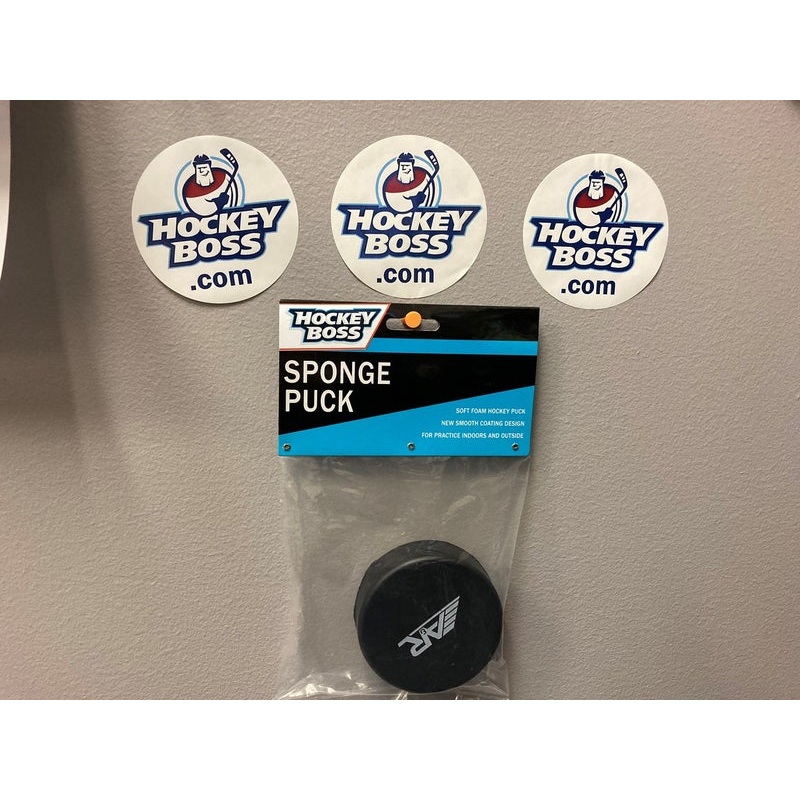 HOCKEY
BOSS
.com
HOCKEY
BOSS
.com
HOCKEY
BOSS
.com
HOCKEY
BOSS
SPONGE
PUCK
SOFT FOAM HOCKEY PUCK
NEW SMOOTH COATING DESIGN
FOR PRACTICE INDOORS AND OUTSIDE